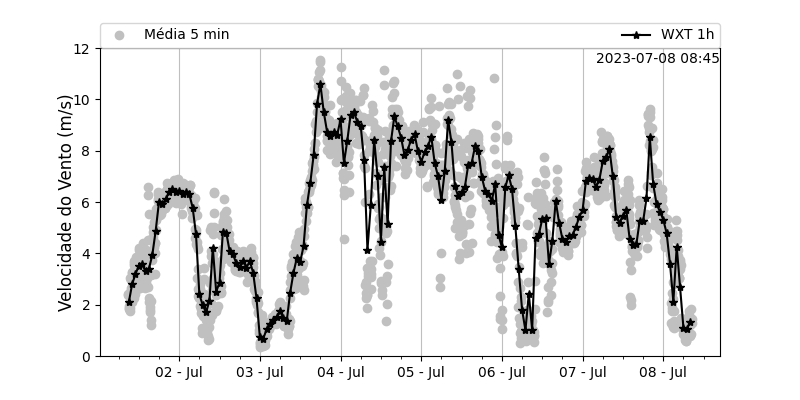 Média 5 min
WXT 1h
2023-07-08 08:45
Velocidade do Vento (m/s)
12
10
8
6
4
2
0
02 - Jul
03 - Jul
04 - Jul
05 - Jul
06 - Jul
07 - Jul
08 - Jul